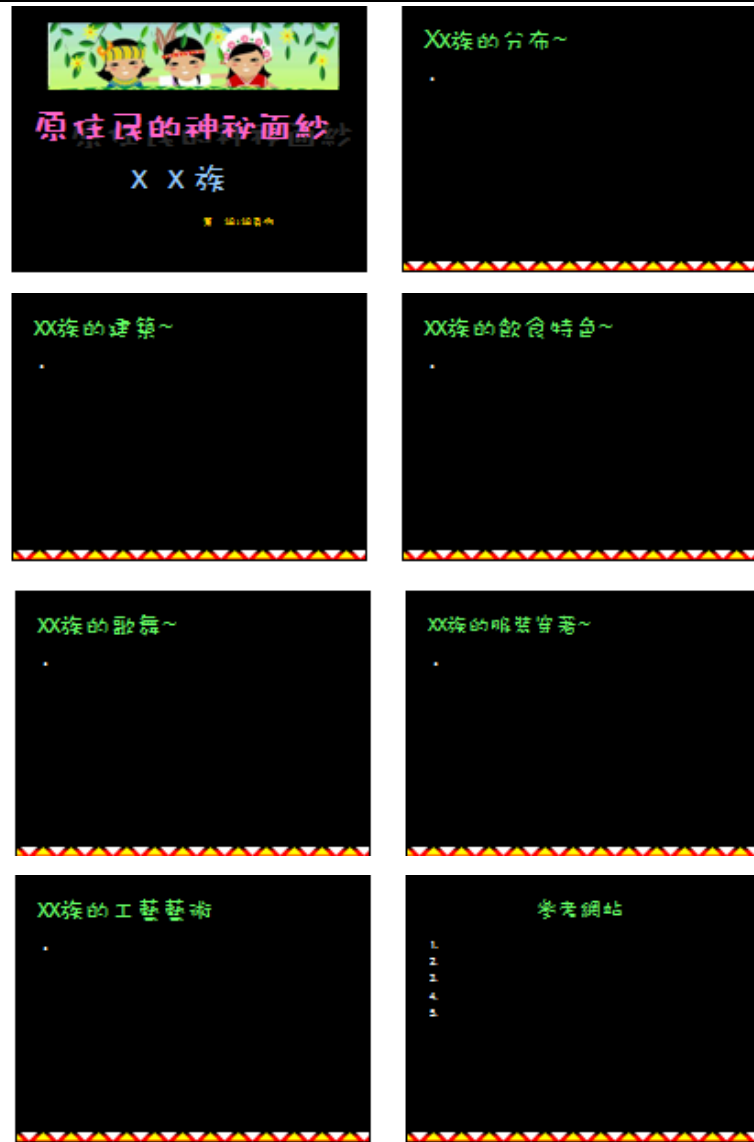 原住民的神祕面紗
X X 族
Xx族的分布~
XX族的建築~
XX族的飲食特色~
XX族的歌舞~
XX族的服裝穿著~
XX族的工藝藝術
參考網站
1.
2.
3.
4.
5.